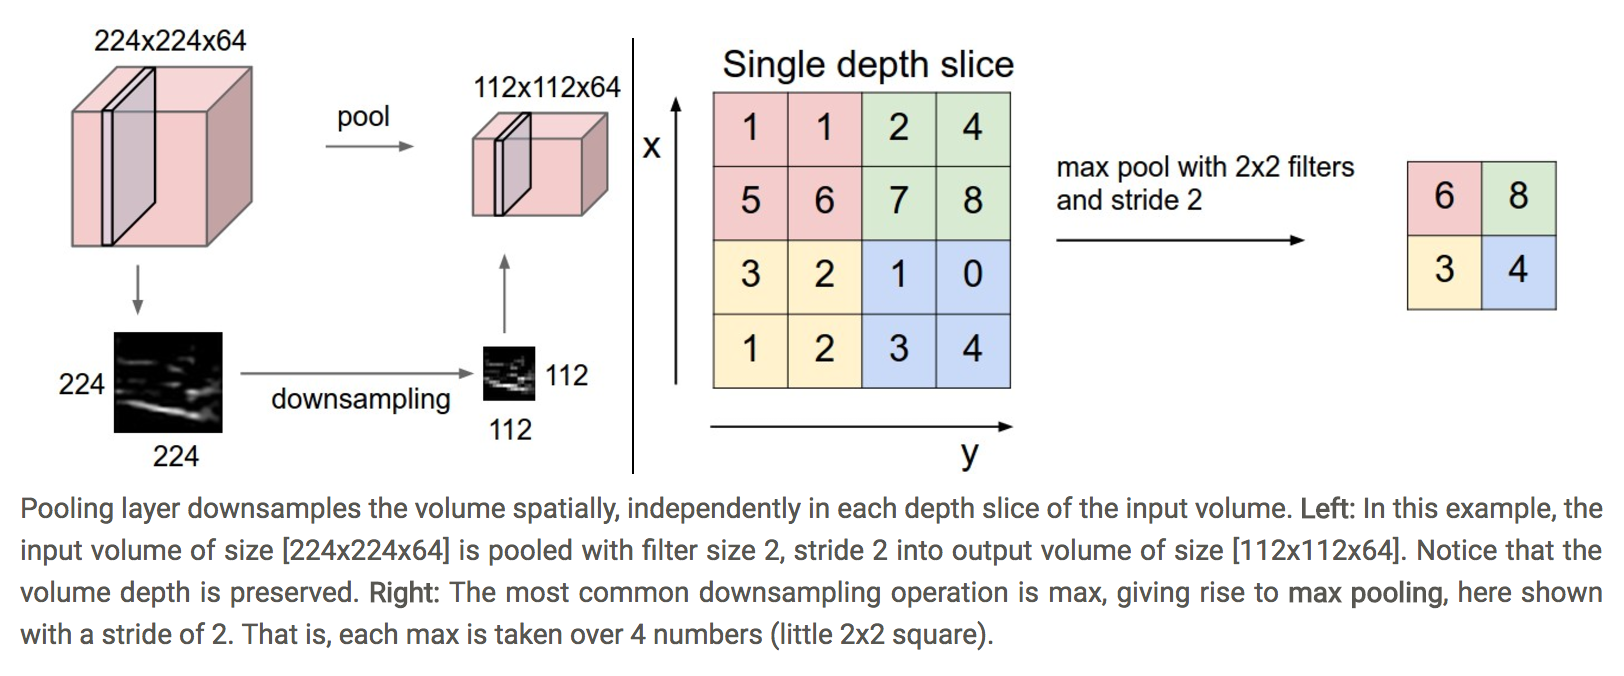 224x224x64
pool
112x112x64
224
224
downsampling
112
112
Single depth slice
x
1 1 2 4
5 6 7 8
3 2 1 0
1 2 3 4
y
max pool with 2x2 filters
and stride 2
6 8
3 4
Pooling layer downsamples the volume spatially, independently in each depth slice of the input volume. Left: In this example, the
input volume of size [224x224x64] is pooled with filter size 2, stride 2 into output volume of size [112x112x64]. Notice that the
volume depth is preserved. Right: The most common downsampling operation is max, giving rise to max pooling, here shown
with a stride of 2. That is, each max is taken over 4 numbers (little 2x2 square).